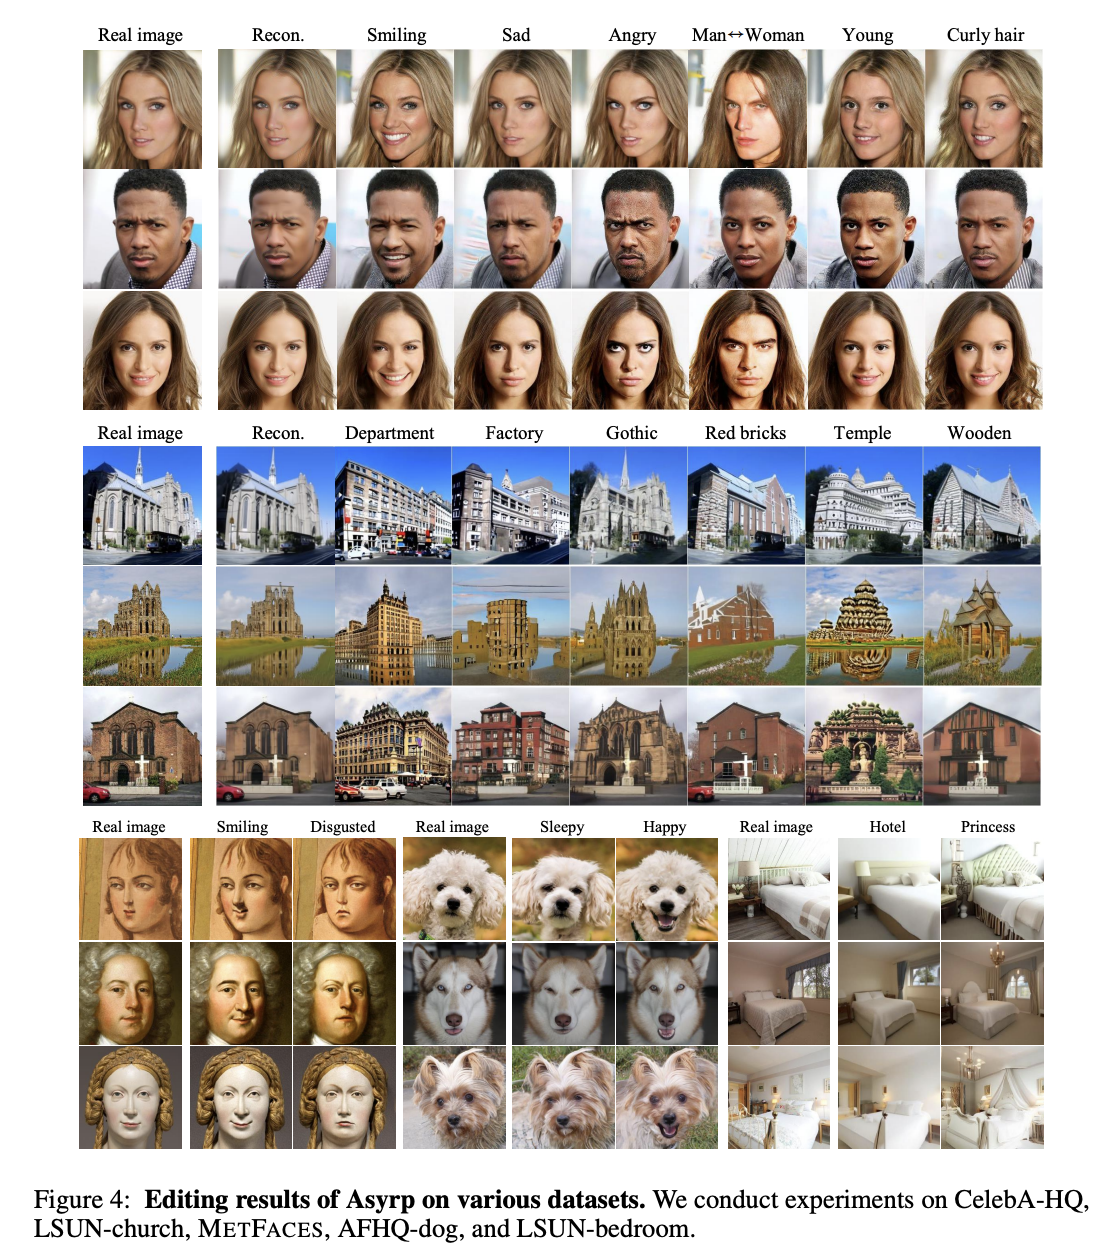 Real image Recon. Smiling Sad Angry Man↔Woman Young Curly hair
Real image Recon. Department Factory Gothic Red bricks Temple Wooden
Real image Smiling Disgusted Real image Sleepy Happy Real image Hotel Princess
Figure 4: Editing results of Asyrp on various datasets. We conduct experiments on CelebA-HQ,
LSUN-church, METFACES, AFHQ-dog, and LSUN-bedroom.